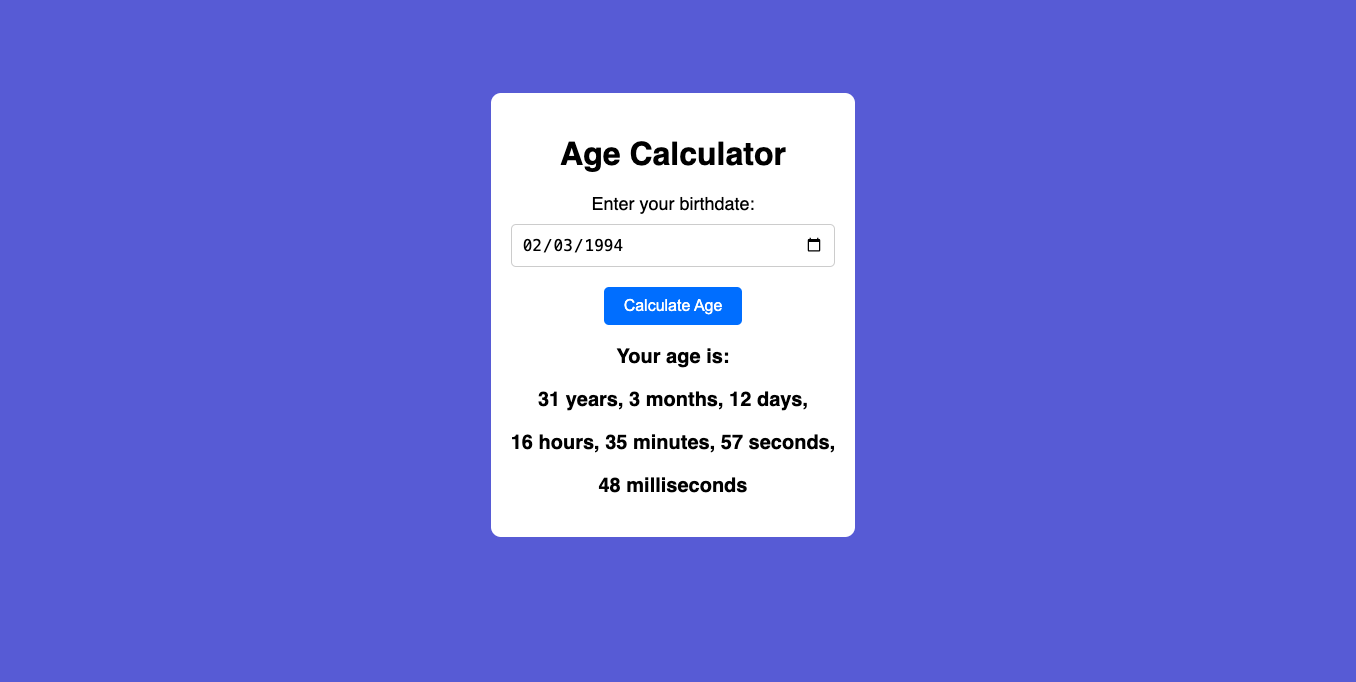 Age Calculator
Enter your birthdate:
02/03/1994
Calculate Age
Your age is:
31 years, 3 months, 12 days,
16 hours, 35 minutes, 57 seconds,
48 milliseconds